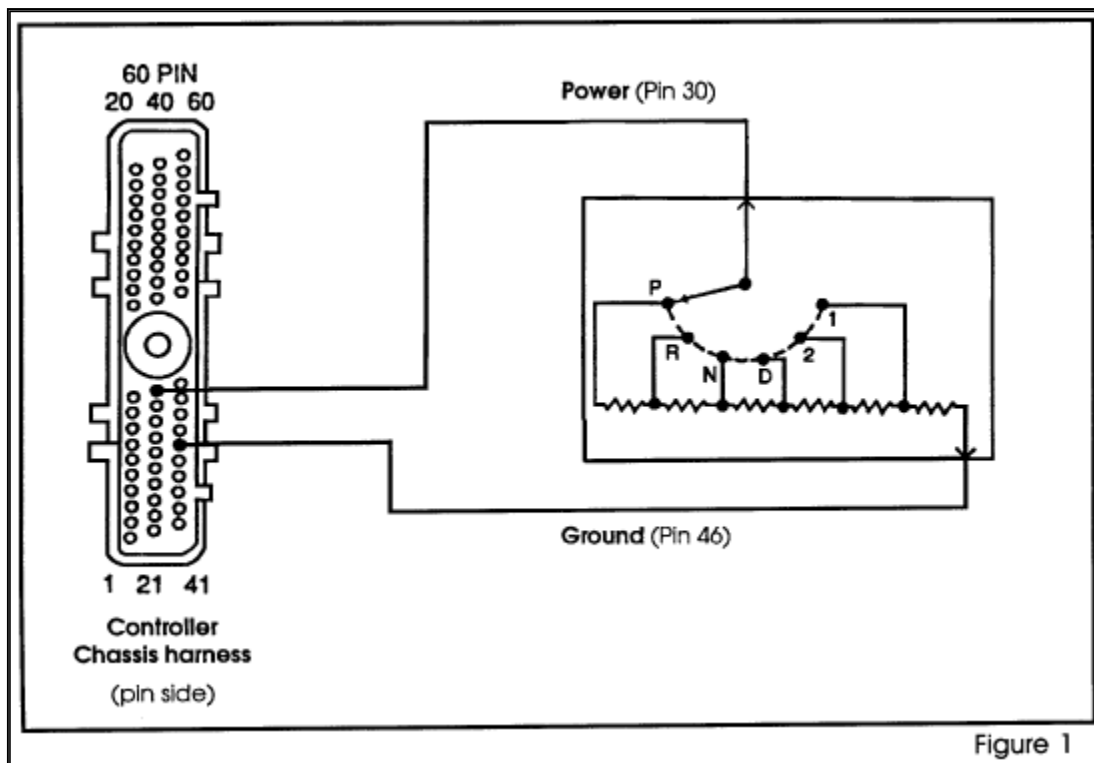 60 PIN
20 40 60
Power (Pin 30)
P
R
N
D
2
1
Ground (Pin 46)
1 21 41
Controller
Chassis harness
(pin side)
Figure 1